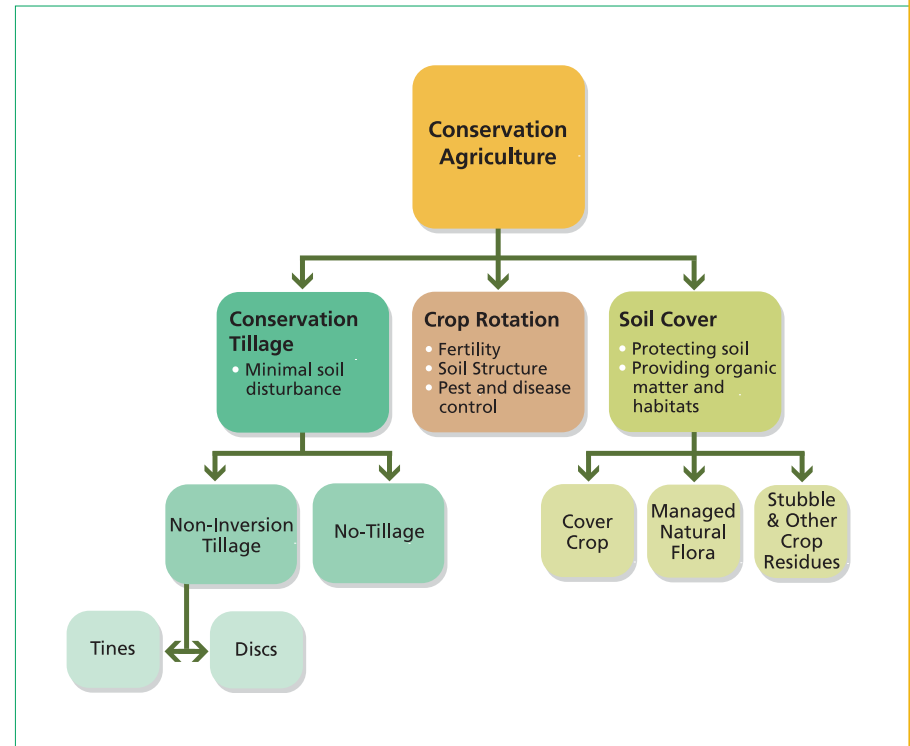 Conservation
Agriculture
Conservation
Tillage
• Minimal soil
disturbance
Crop Rotation
• Fertility
• Soil Structure
• Pest and disease
control
Soil Cover
• Protecting soil
• Providing organic
matter and
habitats
Non-Inversion
Tillage
No-Tillage
Cover
Crop
Managed
Natural
Flora
Stubble
& Other
Crop
Residues
Tines
Discs